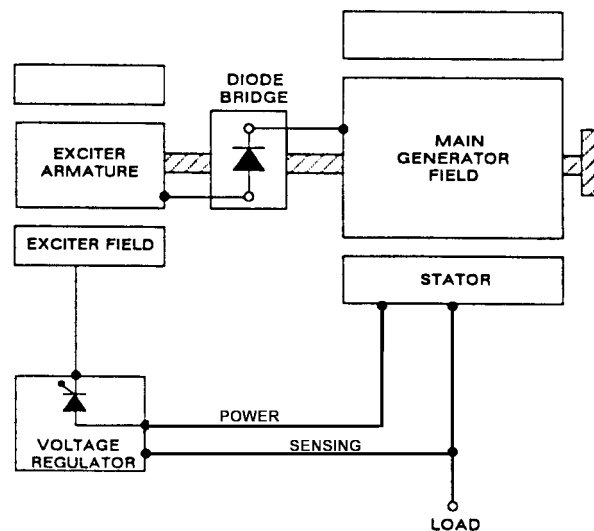 DIODE
BRIDGE
EXCITER
ARMATURE
MAIN
GENERATOR
FIELD
EXCITER FIELD
STATOR
POWER
VOLTAGE
REGULATOR
SENSING
LOAD